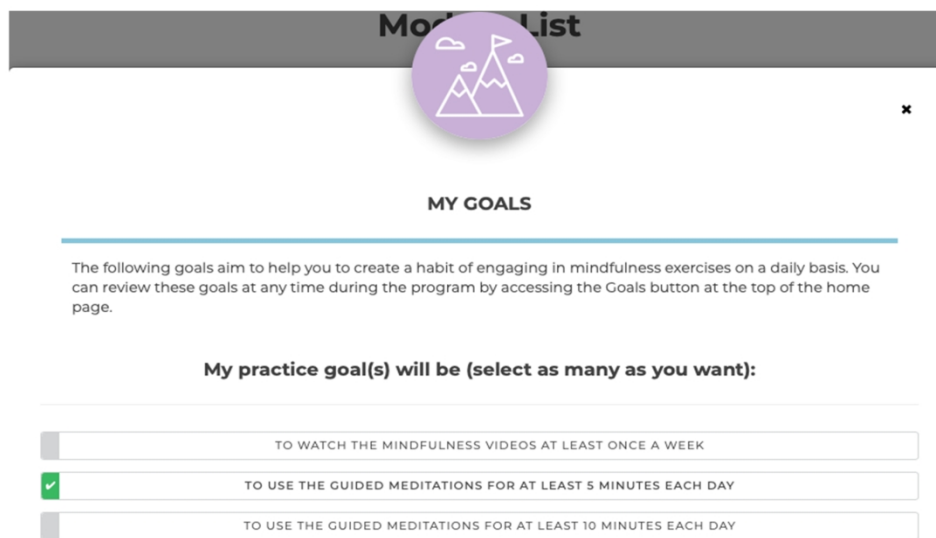 MY GOALS
The following goals aim to help you to create a habit of engaging in mindfulness exercises on a daily basis. You
can review these goals at any time during the program by accessing the Goals button at the top of the home
page.
My practice goal(s) will be (select as many as you want):
TO WATCH THE MINDFULNESS VIDEOS AT LEAST ONCE A WEEK
TO USE THE GUIDED MEDITATIONS FOR AT LEAST 5 MINUTES EACH DAY
TO USE THE GUIDED MEDITATIONS FOR AT LEAST 10 MINUTES EACH DAY